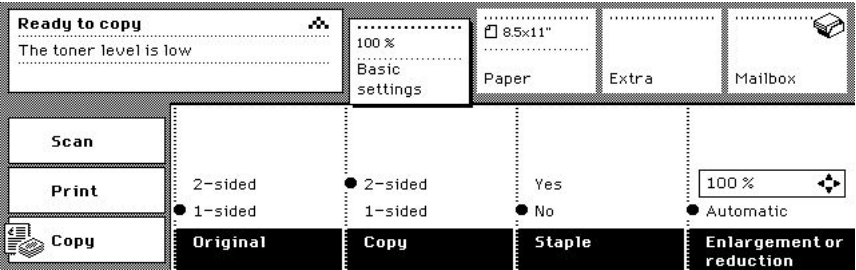 Ready to copy
The toner level is low
100 %
Basic
settings
8.5x11"
Paper
Extra
Mailbox
Scan
Print
Copy
2-sided
1-sided
Original
2-sided
1-sided
Copy
Yes
No
Staple
100 %
Automatic
Enlargement or
reduction